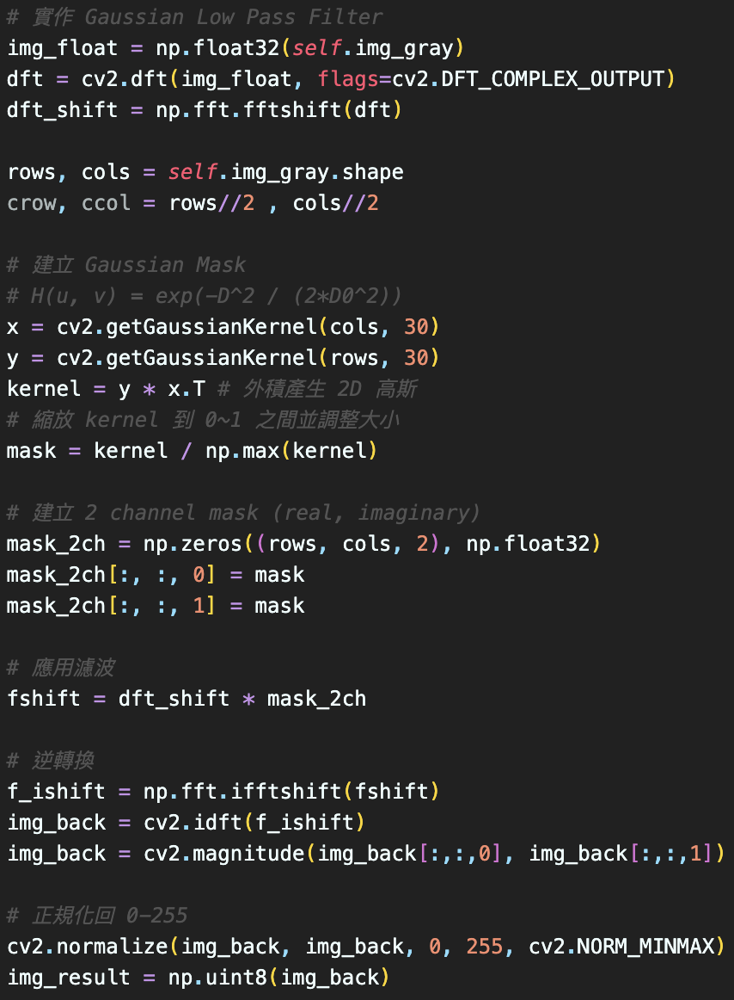 # 實作 Gaussian Low Pass Filter
img_float = np.float32(self.img_gray)
dft = cv2.dft(img_float, flags=cv2.DFT_COMPLEX_OUTPUT)
dft_shift = np.fft.fftshift(dft)
rows, cols = self.img_gray.shape
crow, ccol = rows//2 , cols//2
# 建立 Gaussian Mask
# H(u, v) = exp(-D^2 / (2*D0^2))
x = cv2.getGaussianKernel(cols, 30)
y = cv2.getGaussianKernel(rows, 30)
kernel = y * x.T # 外積產生 2D 高斯
# 縮放 kernel 到 0~1 之間並調整大小
mask = kernel / np.max(kernel)
# 建立 2 channel mask (real, imaginary)
mask_2ch = np.zeros((rows, cols, 2), np.float32)
mask_2ch[:, :, 0] = mask
mask_2ch[:, :, 1] = mask
# 應用濾波
fshift = dft_shift * mask_2ch
# 逆轉換
f_ishift = np.fft.ifftshift(fshift)
img_back = cv2.idft(f_ishift)
img_back = cv2.magnitude(img_back[:,:,0], img_back[:,:,1])
# 正規化回 0-255
cv2.normalize(img_back, img_back, 0, 255, cv2.NORM_MINMAX)
img_result = np.uint8(img_back)